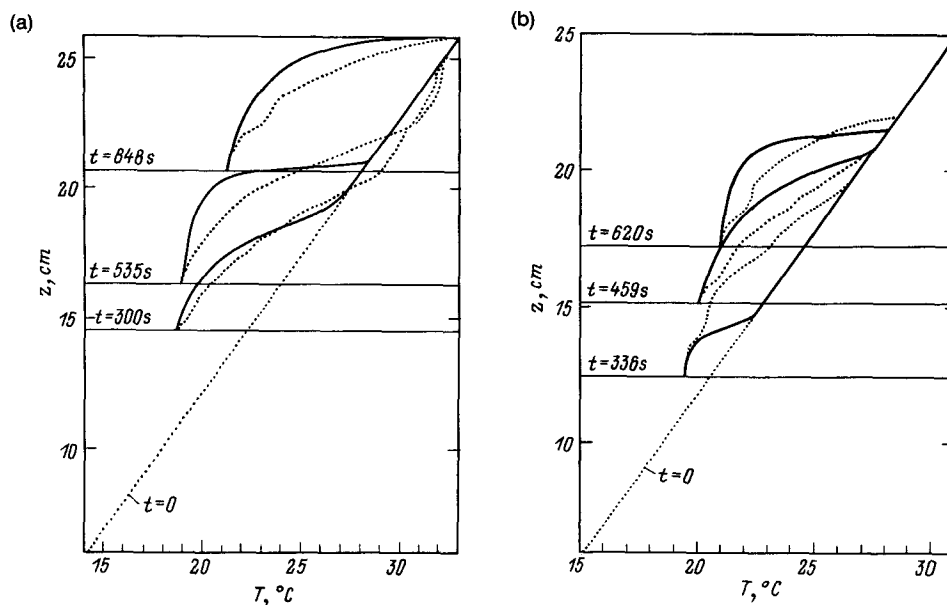 (a)
25
20
15
10
z, cm
t=848s
t=535s
t=300s
t=0
15 20 25 30
T, °C
(b)
25
20
15
10
z, cm
t=620s
t=459s
t=336s
t=0
15 20 25 30
T, °C